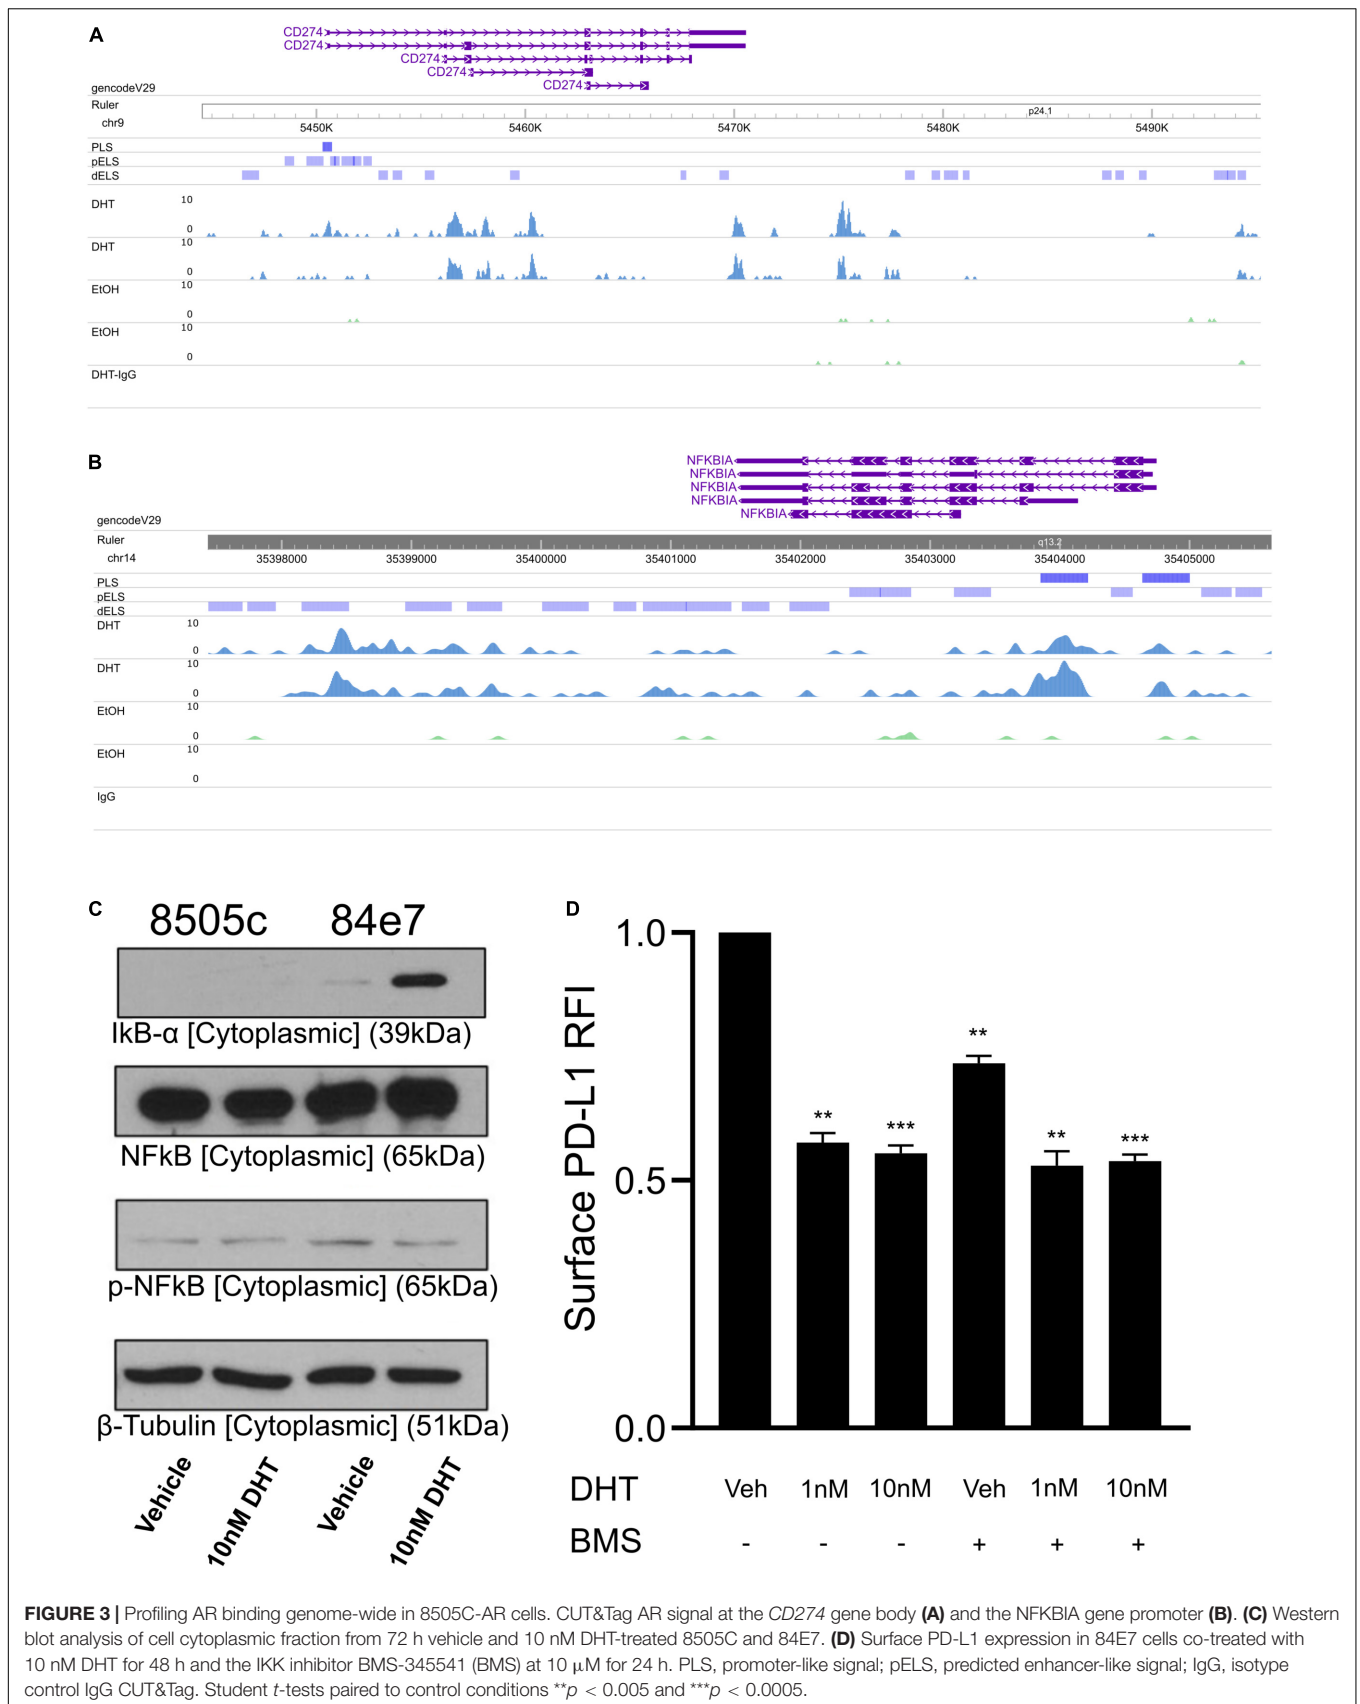 A
CD274
CD274
CD274
CD274
CD274
gencodeV29
Ruler
p24.1
chr9
5450K 5460K 5470K 5480K 5490K
PLS
pELS
dELS
DHT 10
0
DHT 10
0
EtOH 10
0
EtOH 10
0
DHT-IgG
B
NFKBIA
NFKBIA
NFKBIA
NFKBIA
NFKBIA
gencodeV29
Ruler
q13.2
chr14
35398000 35399000 35400000 35401000 35402000 35403000 35404000 35405000
PLS
pELS
dELS
DHT 10
0
DHT 10
0
EtOH 10
0
EtOH 10
0
IgG
C
8505c 84e7
IkB-α [Cytoplasmic] (39kDa)
NFkB [Cytoplasmic] (65kDa)
p-NFkB [Cytoplasmic] (65kDa)
β-Tubulin [Cytoplasmic] (51kDa)
Vehicle 10nM DHT Vehicle 10nM DHT
D
Surface PD-L1 RFI
1.0
0.5
0.0
** *** ** ** ***
DHT Veh 1nM 10nM Veh 1nM 10nM
BMS - - - + + +
FIGURE 3 | Profiling AR binding genome-wide in 8505C-AR cells. CUT&Tag AR signal at the CD274 gene body (A) and the NFKBIA gene promoter (B). (C) Western
blot analysis of cell cytoplasmic fraction from 72 h vehicle and 10 nM DHT-treated 8505C and 84E7. (D) Surface PD-L1 expression in 84E7 cells co-treated with
10 nM DHT for 48 h and the IKK inhibitor BMS-345541 (BMS) at 10 μM for 24 h. PLS, promoter-like signal; pELS, predicted enhancer-like signal; IgG, isotype
control IgG CUT&Tag. Student t-tests paired to control conditions **p < 0.005 and ***p < 0.0005.